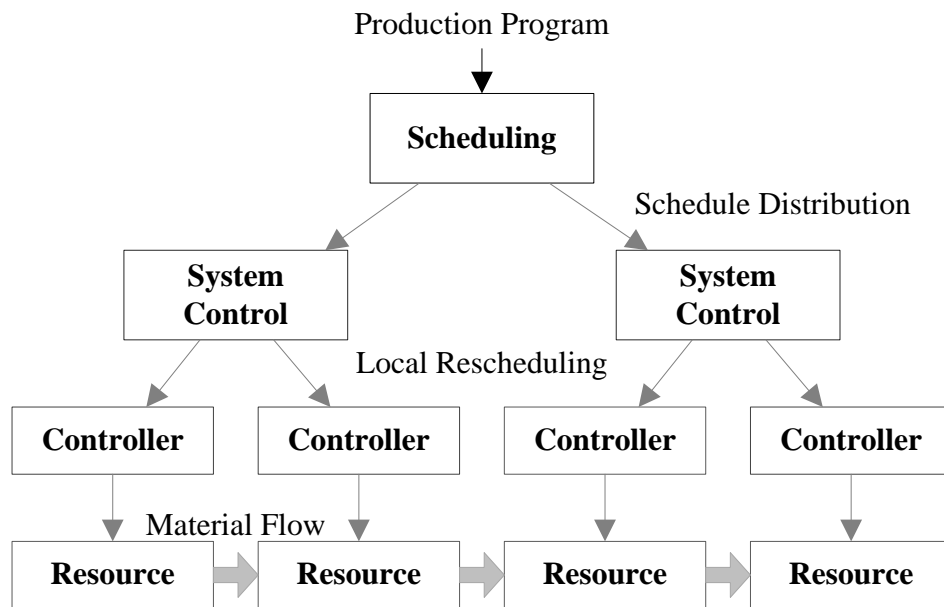 Production Program
Scheduling
Schedule Distribution
System
Control
System
Control
Local Rescheduling
Controller
Controller
Controller
Controller
Material Flow
Resource
Resource
Resource
Resource